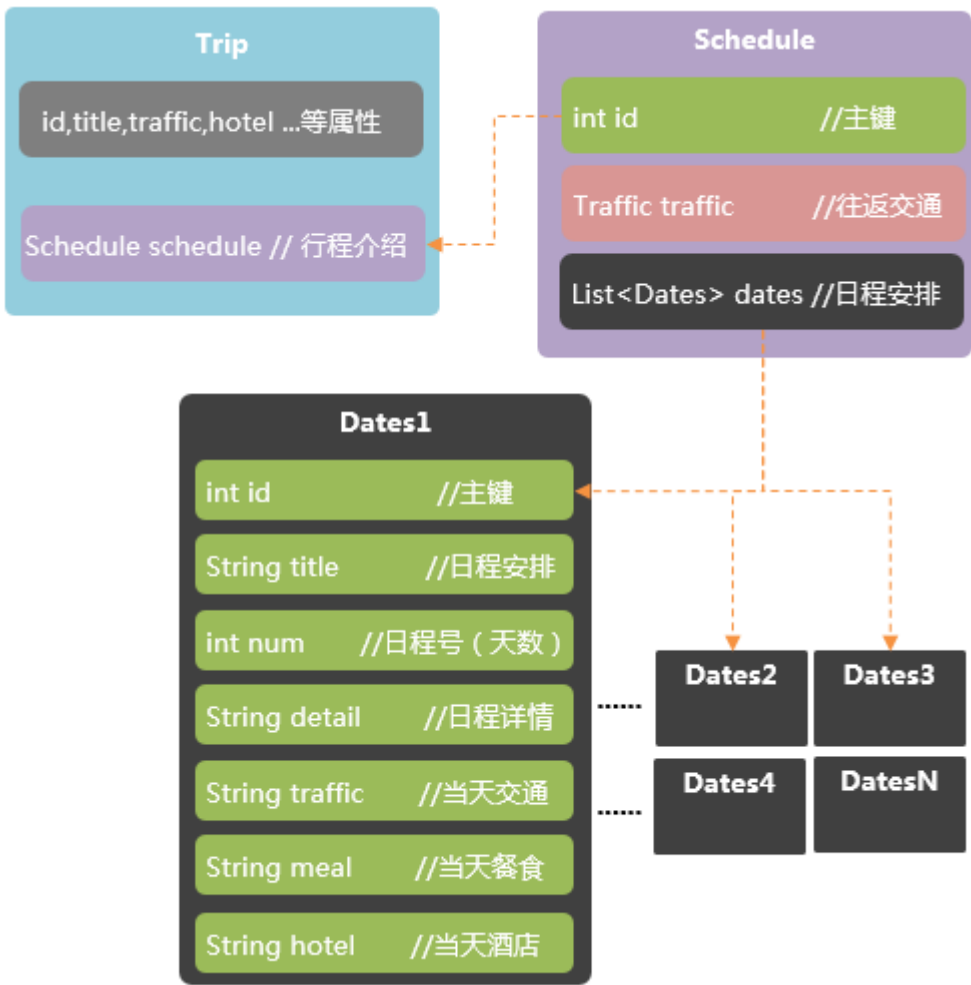 Trip
id,title,traffic,hotel ...等属性
Schedule schedule // 行程介绍
Schedule
int id //主键
Traffic traffic //往返交通
List<Dates> dates //日程安排
Dates1
int id //主键
String title //日程安排
int num //日程号（天数）
String detail //日程详情
String traffic //当天交通
String meal //当天餐食
String hotel //当天酒店
......
Dates2
Dates3
......
Dates4
DatesN